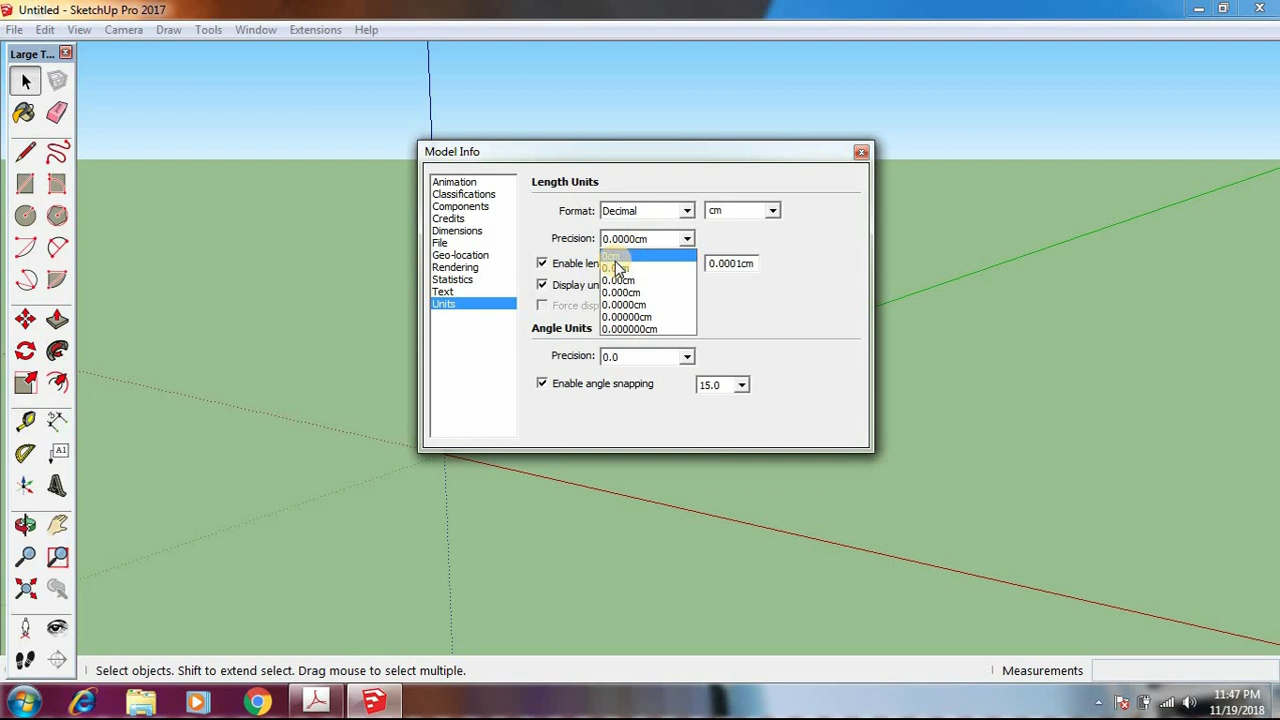 Untitled - SketchUp Pro 2017
File Edit View Camera Draw Tools Window Extensions Help
Large T...
A1
Model Info
Animation
Classifications
Components
Credits
Dimensions
File
Geo-location
Rendering
Statistics
Text
Units
Length Units
Format: Decimal cm
Precision: 0.0000cm
0cm
0.00cm
0.000cm
0.0000cm
0.00000cm
0.000000cm
Enable len 0.0001cm
Display un
Force disp
Angle Units
Precision: 0.0
Enable angle snapping 15.0
Select objects. Shift to extend select. Drag mouse to select multiple. Measurements
11:47 PM
11/19/2018